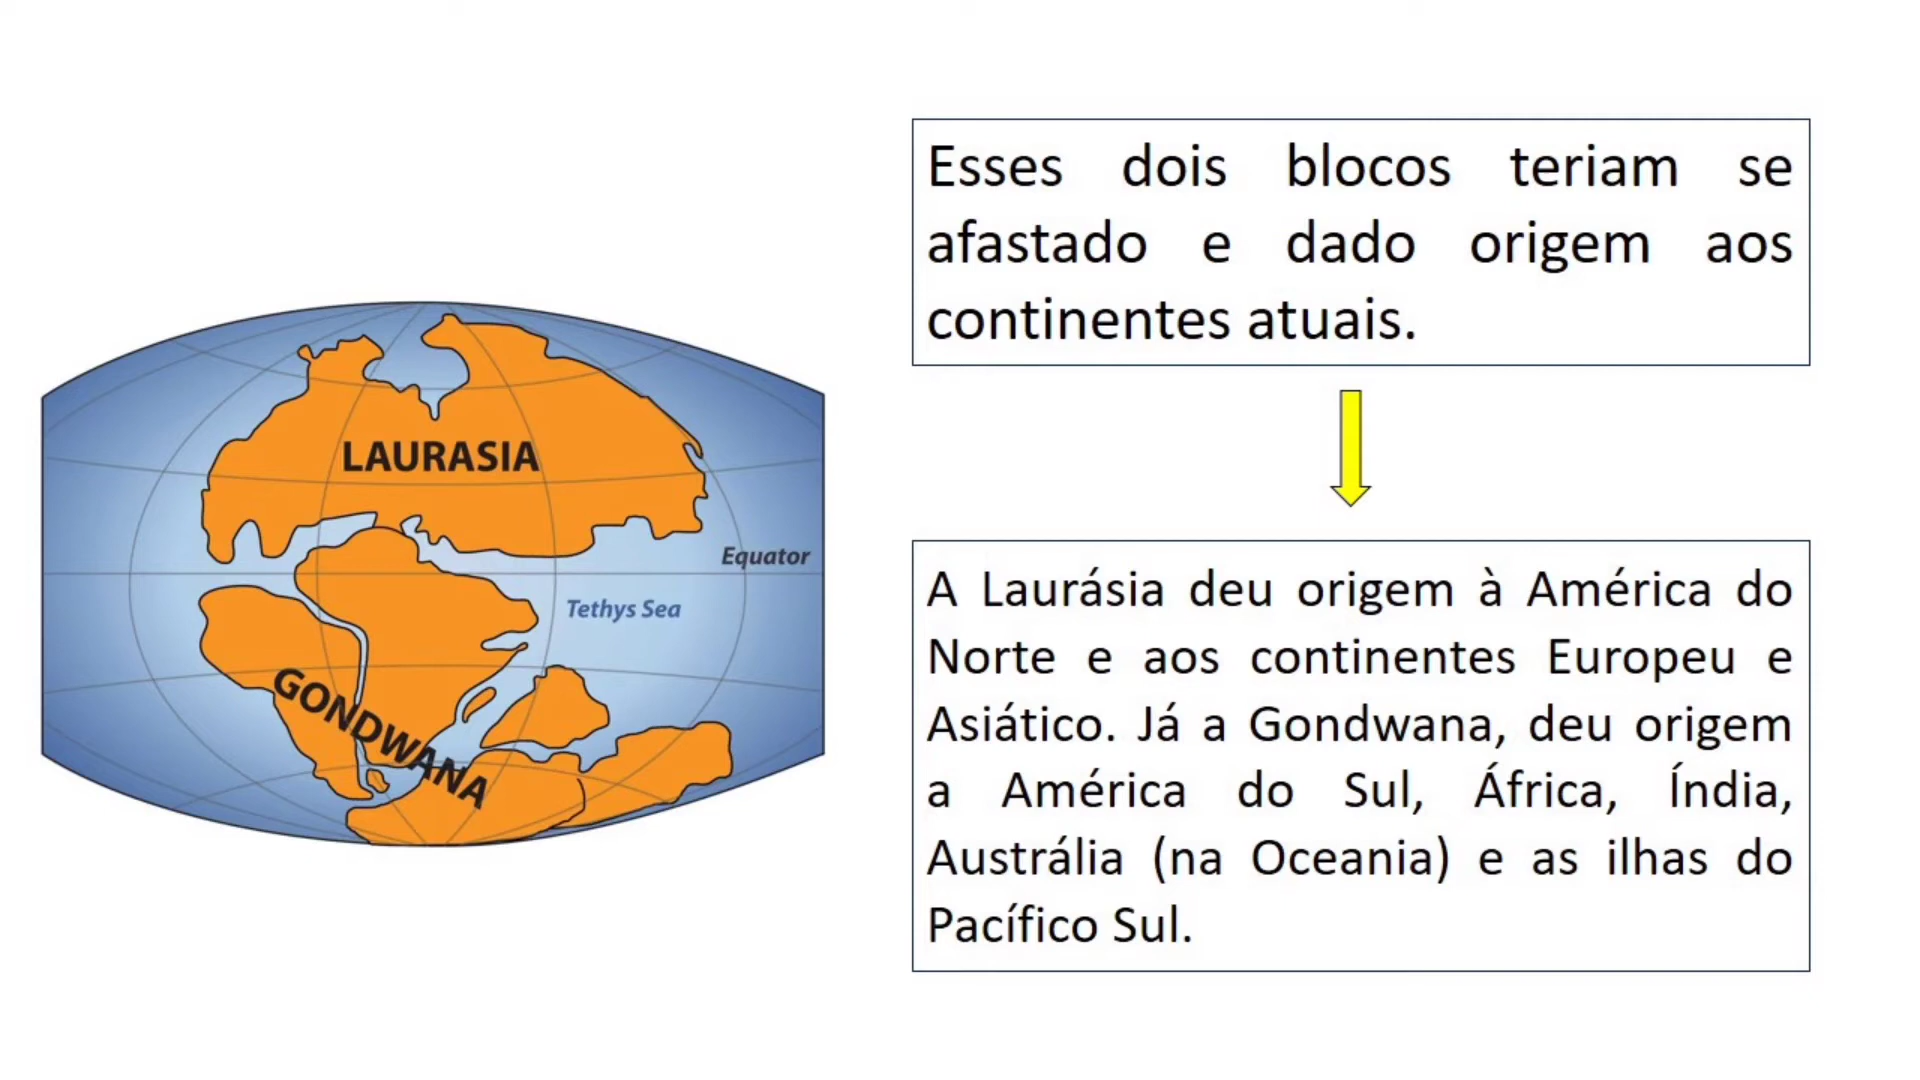 Esses dois blocos teriam se
afastado e dado origem aos
continentes atuais.
LAURASIA
Equator
Tethys Sea
GONDWANA
A Laurásia deu origem à América do
Norte e aos continentes Europeu e
Asiático. Já a Gondwana, deu origem
a América do Sul, África, Índia,
Austrália (na Oceania) e as ilhas do
Pacífico Sul.